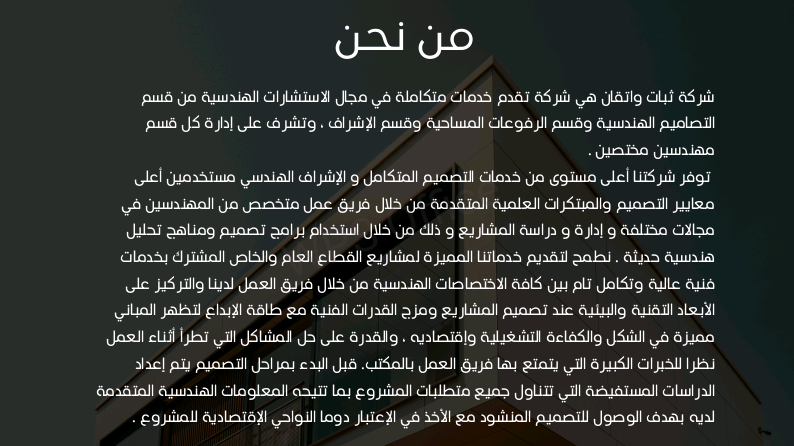 من نحن
شركة ثبات واتقان هي شركة تقدم خدمات متكاملة في مجال الاستشارات الهندسية من قسم
التصاميم الهندسية وقسم الرفوعات المساحية وقسم الإشراف ، وتشرف على إدارة كل قسم
مهندسين مختصين .
توفر شركتنا أعلى مستوى من خدمات التصميم المتكامل و الإشراف الهندسي مستخدمين أعلى
معايير التصميم والمبتكرات العلمية المتقدمة من خلال فريق عمل متخصص من المهندسين في
مجالات مختلفة و إدارة و دراسة المشاريع و ذلك من خلال استخدام برامج تصميم ومناهج تحليل
هندسية حديثة . نطمح لتقديم خدماتنا المميزة لمشاريع القطاع العام والخاص المشترك بخدمات
فنية عالية وتكامل تام بين كافة الاختصاصات الهندسية من خلال فريق العمل لدينا والتركيز على
الأبعاد التقنية والبيئية عند تصميم المشاريع ومزج القدرات الفنية مع طاقة الإبداع لتظهر المباني
مميزة في الشكل والكفاءة التشغيلية وإقتصاديه ، والقدرة على حل المشاكل التي تطرأ أثناء العمل
نظرا للخبرات الكبيرة التي يتمتع بها فريق العمل بالمكتب. قبل البدء بمراحل التصميم يتم إعداد
الدراسات المستفيضة التي تتناول جميع متطلبات المشروع بما تتيحه المعلومات الهندسية المتقدمة
لديه بهدف الوصول للتصميم المنشود مع الأخذ في الإعتبار دوما النواحي الإقتصادية للمشروع .